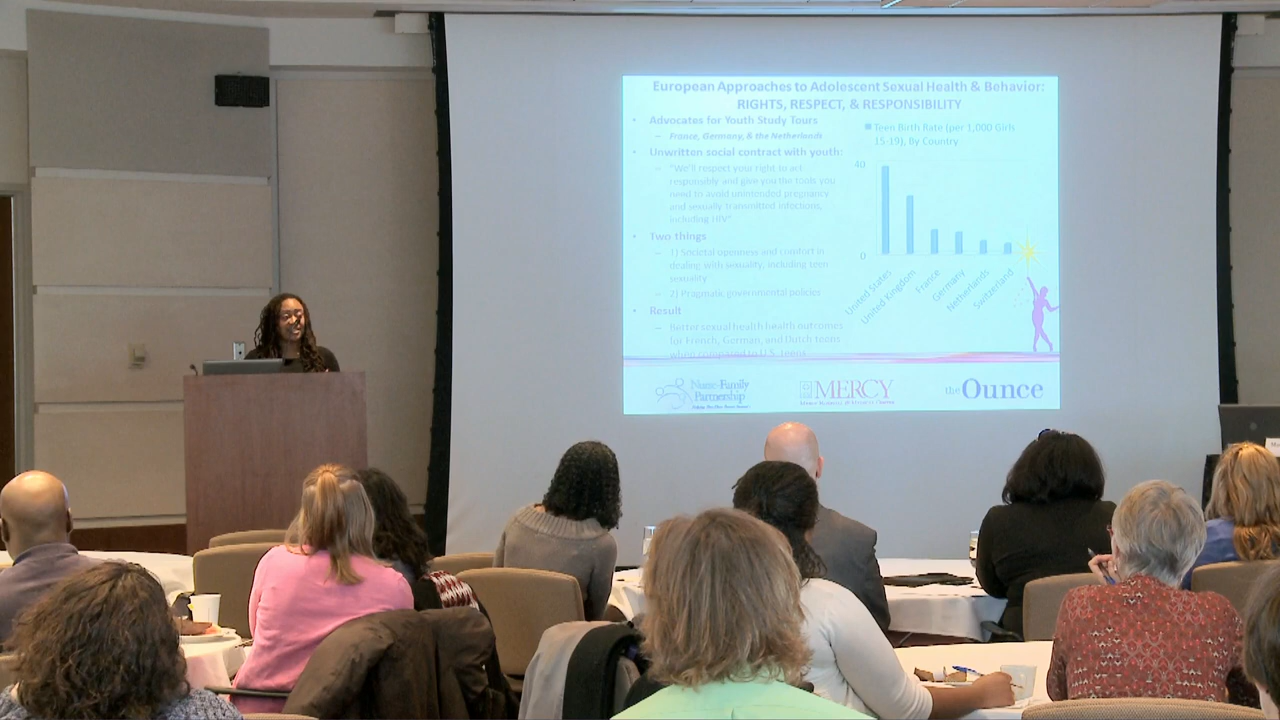 European Approaches to Adolescent Sexual Health & Behavior:
RIGHTS, RESPECT, & RESPONSIBILITY
• Advocates for Youth Study Tours
– France, Germany, & the Netherlands
• Unwritten social contract with youth:
– "We'll respect your right to act
responsibly and give you the tools you
need to avoid unintended pregnancy
and sexually transmitted infections,
including HIV"
• Two things
– 1) Societal openness and comfort in
dealing with sexuality, including teen
sexuality
– 2) Pragmatic governmental policies
• Result
– Better sexual health health outcomes
for French, German, and Dutch teens
when compared to U.S. teens
Teen Birth Rate (per 1,000 Girls
15-19), By Country
40
0
United States
United Kingdom
France
Germany
Netherlands
Switzerland
Nurse-Family
Partnership
MERCY
the Ounce